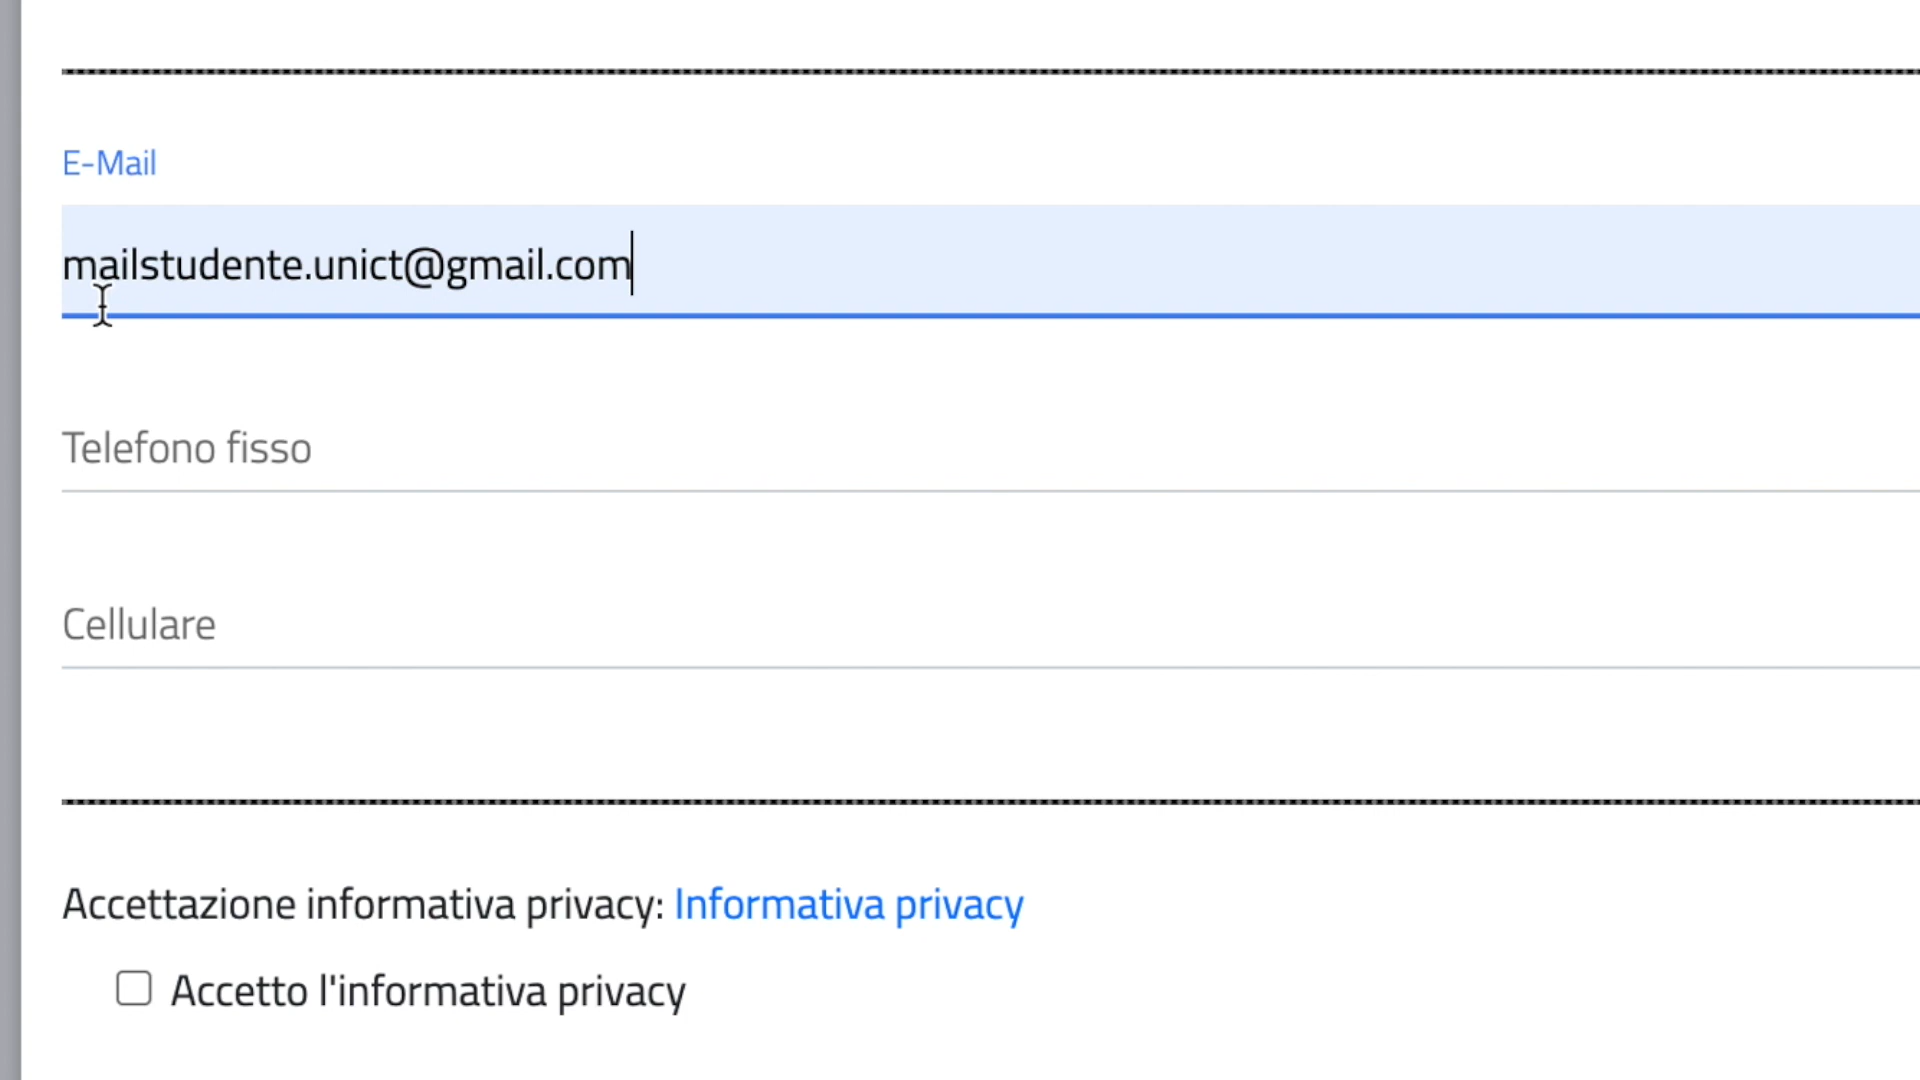 E-Mail
mailstudente.unict@gmail.com
Telefono fisso
Cellulare
Accettazione informativa privacy: Informativa privacy
Accetto l'informativa privacy